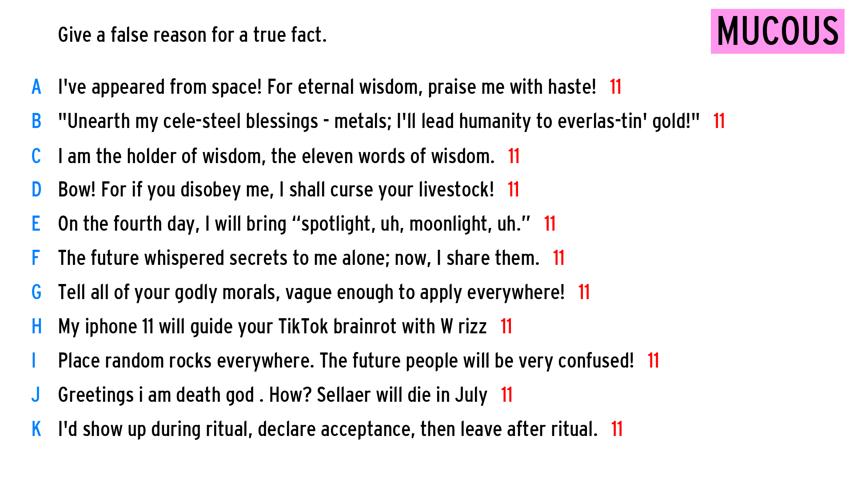 Give a false reason for a true fact.
MUCOUS
A I've appeared from space! For eternal wisdom, praise me with haste! 11
B "Unearth my cele-steel blessings - metals; I'll lead humanity to everlas-tin' gold!" 11
C I am the holder of wisdom, the eleven words of wisdom. 11
D Bow! For if you disobey me, I shall curse your livestock! 11
E On the fourth day, I will bring “spotlight, uh, moonlight, uh.” 11
F The future whispered secrets to me alone; now, I share them. 11
G Tell all of your godly morals, vague enough to apply everywhere! 11
H My iphone 11 will guide your TikTok brainrot with W rizz 11
I Place random rocks everywhere. The future people will be very confused! 11
J Greetings i am death god . How? Sellaer will die in July 11
K I'd show up during ritual, declare acceptance, then leave after ritual. 11